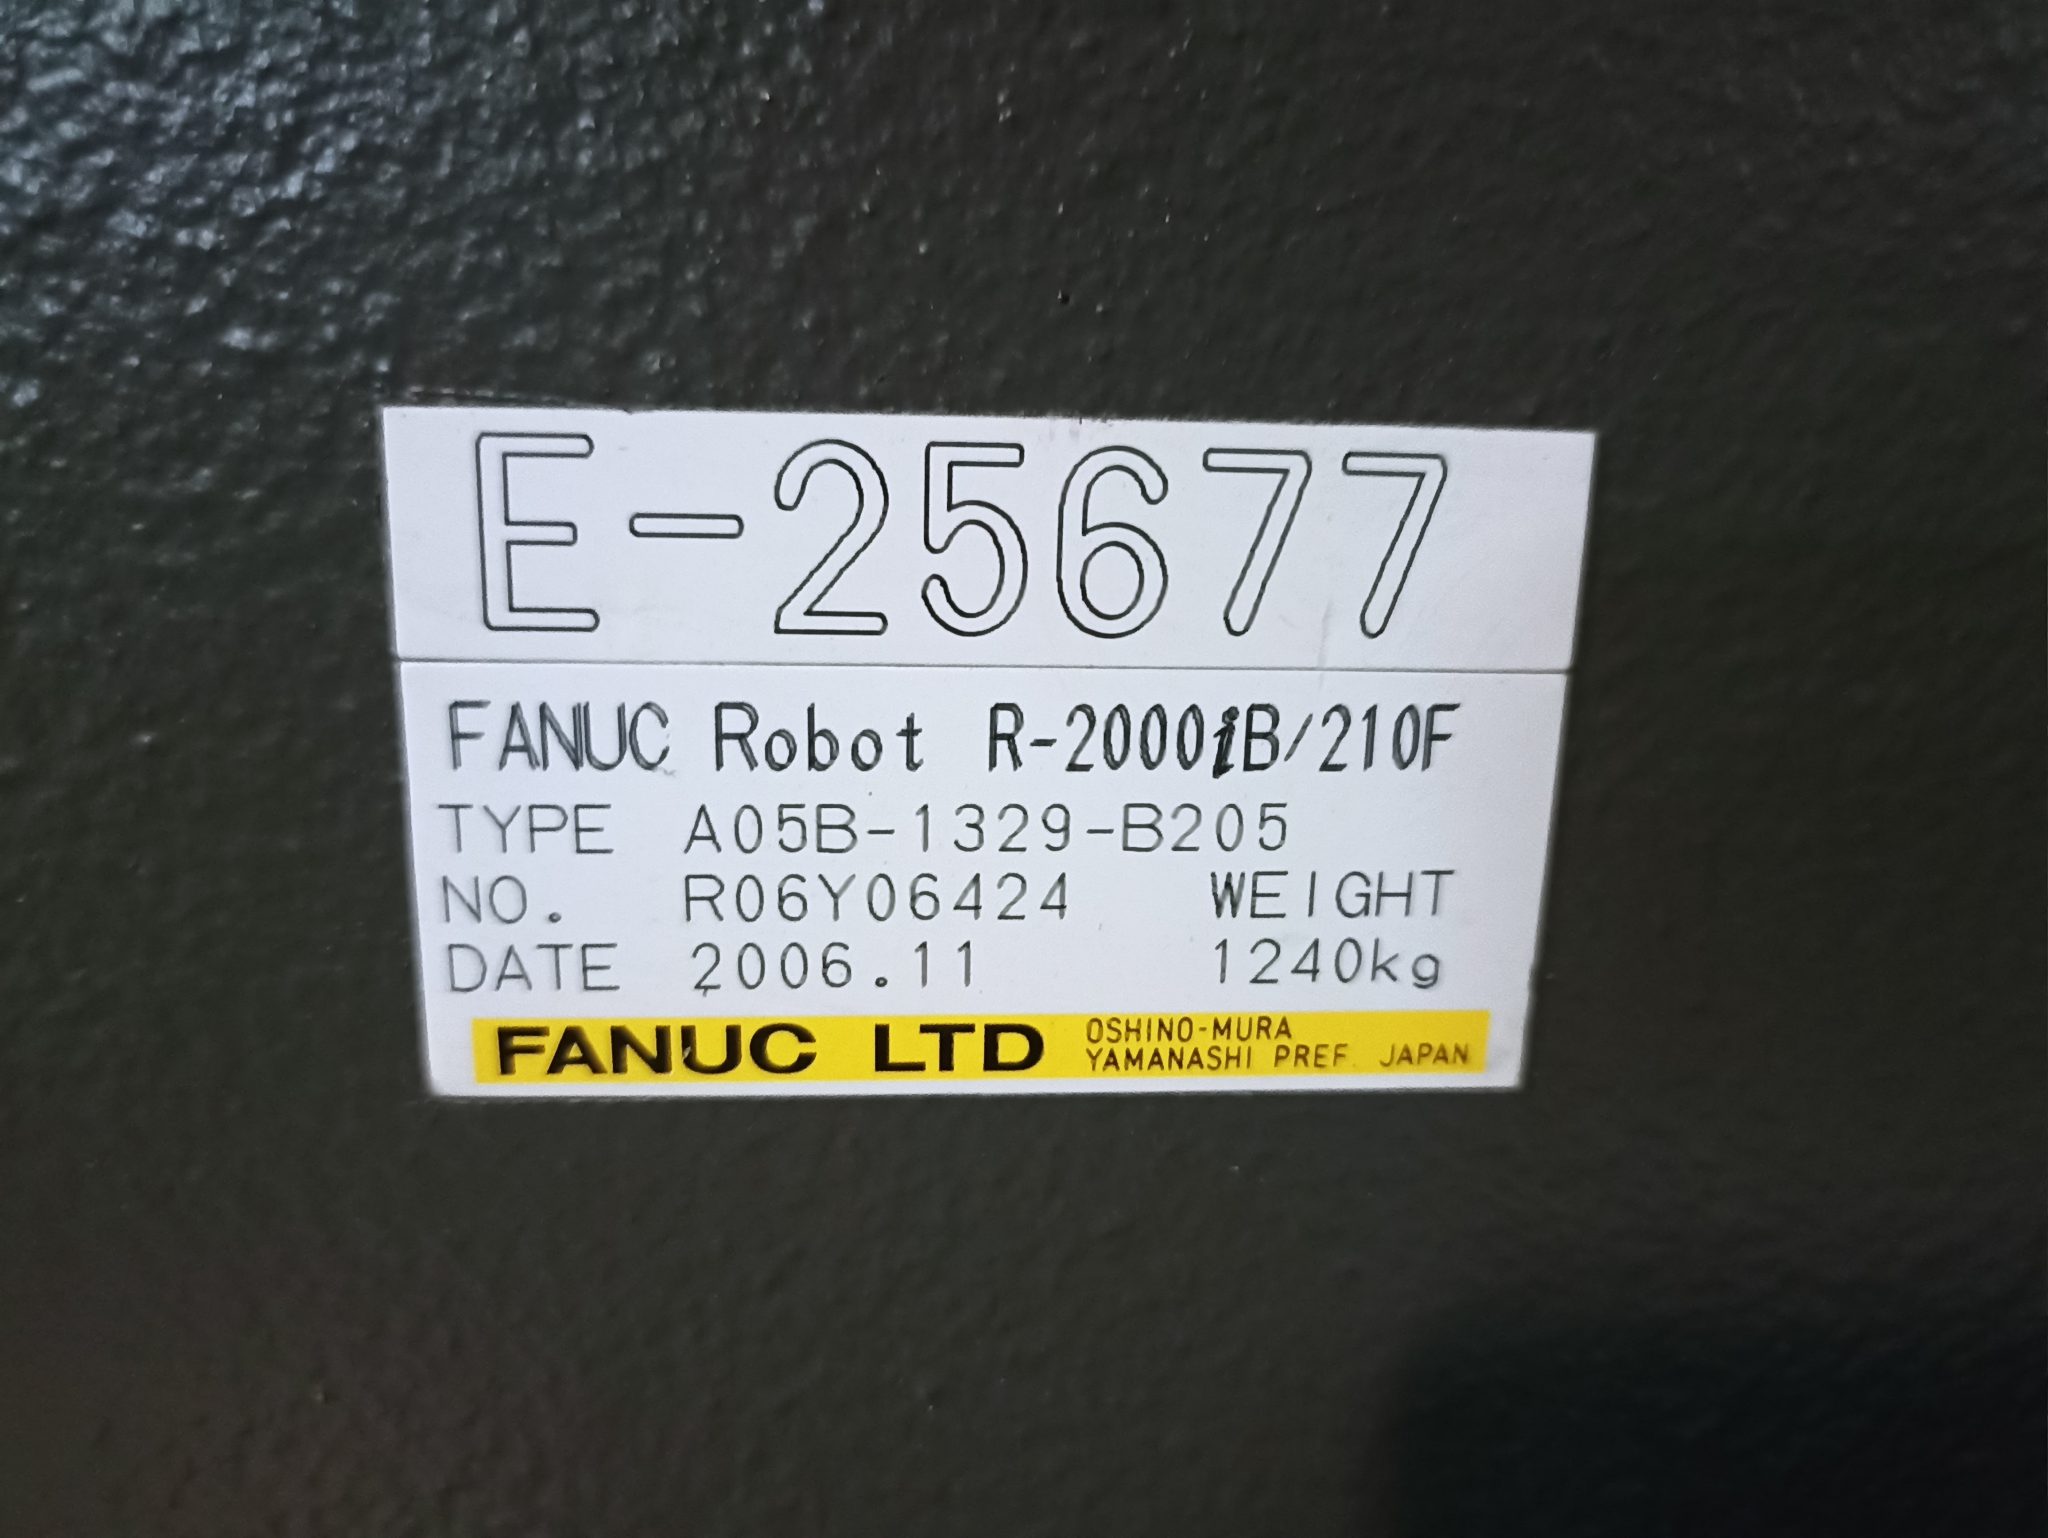 E-25677
FANUC Robot R-2000iB/210F
TYPE A05B-1329-B205
NO. R06Y06424 WEIGHT
DATE 2006.11 1240kg
FANUC LTD OSHINO-MURA
YAMANASHI PREF. JAPAN